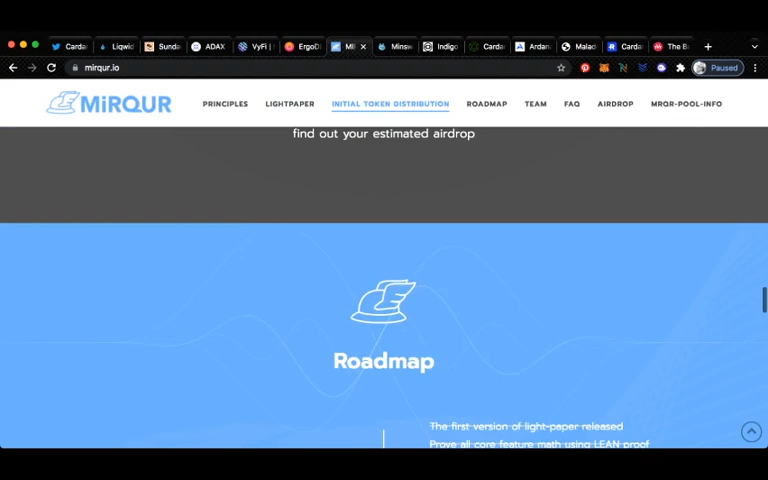 Cardan
Liqwid
Sunda
ADAX
VyFi |
ErgoD
Mi
Minsw
Indigo
Cardan
Ardan
Malad
Carda
The B
mirqur.io
Paused
MiRQUR
PRINCIPLES
LIGHTPAPER
INITIAL TOKEN DISTRIBUTION
ROADMAP
TEAM
FAQ
AIRDROP
MRQR-POOL-INFO
find out your estimated airdrop
Roadmap
The first version of light-paper released
Prove all core feature math using LEAN proof